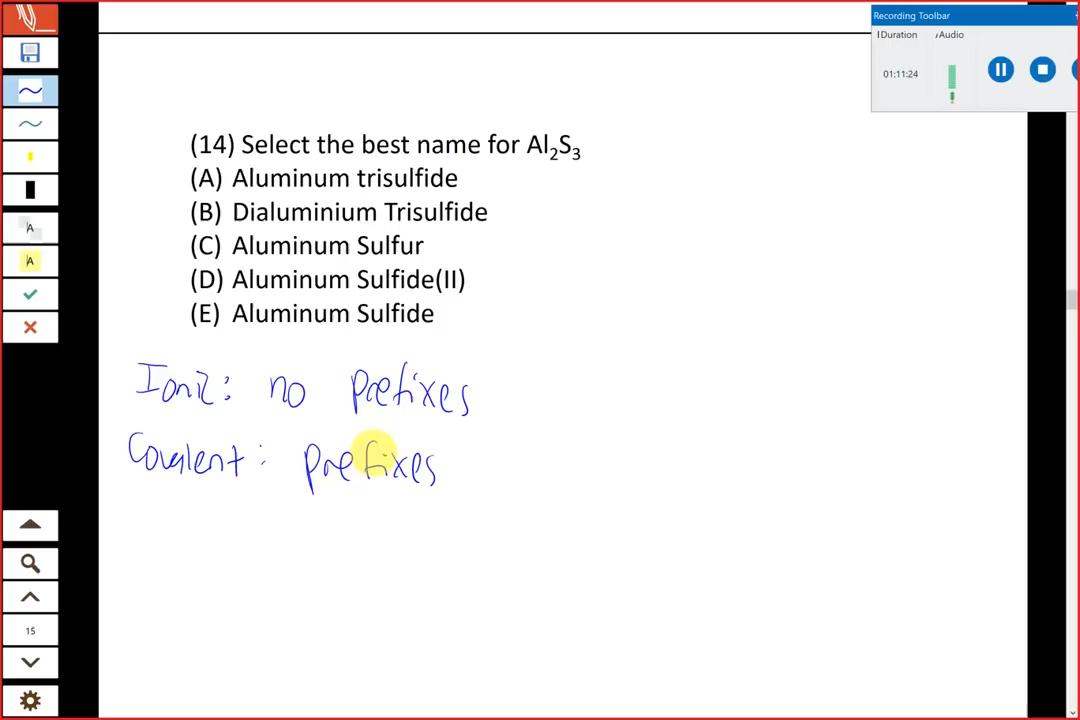 Recording Toolbar
Duration
Audio
01:11:24
(14) Select the best name for Al₂S₃
(A) Aluminum trisulfide
(B) Dialuminium Trisulfide
(C) Aluminum Sulfur
(D) Aluminum Sulfide(II)
(E) Aluminum Sulfide
Ionic: no prefixes
Covalent: prefixes
A
A
15